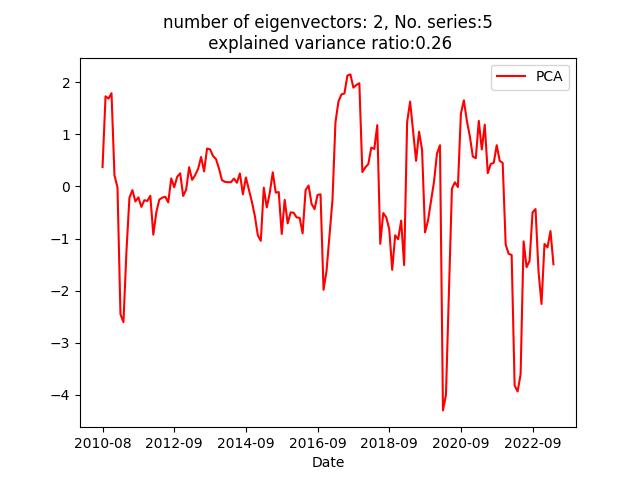 number of eigenvectors: 2, No. series:5
explained variance ratio:0.26
PCA
2
1
0
−1
−2
−3
−4
2010-08 2012-09 2014-09 2016-09 2018-09 2020-09 2022-09
Date